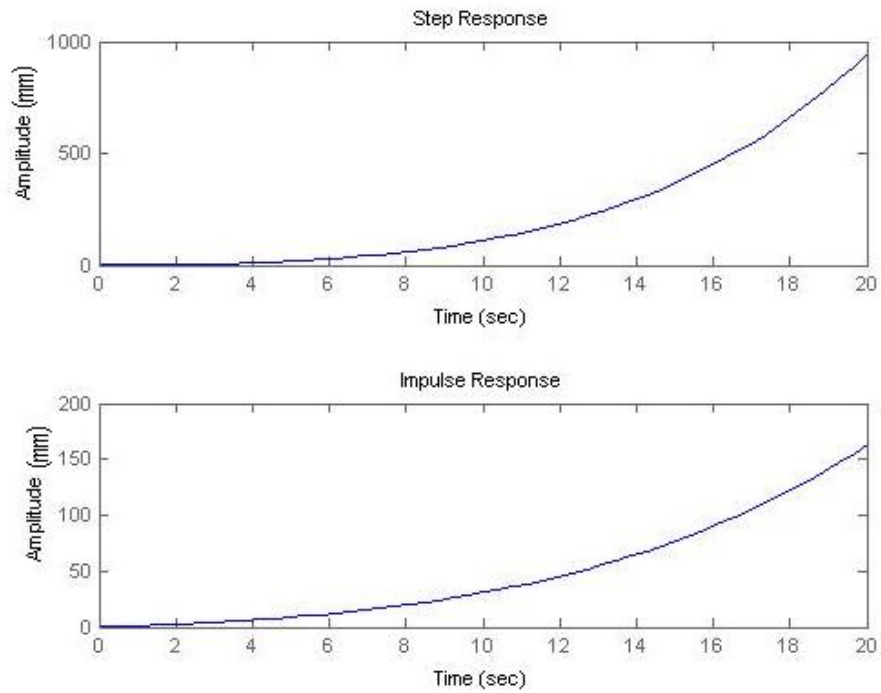 Step Response
1000
500
0
Amplitude (mm)
0 2 4 6 8 10 12 14 16 18 20
Time (sec)
Impulse Response
200
150
100
50
0
Amplitude (mm)
0 2 4 6 8 10 12 14 16 18 20
Time (sec)